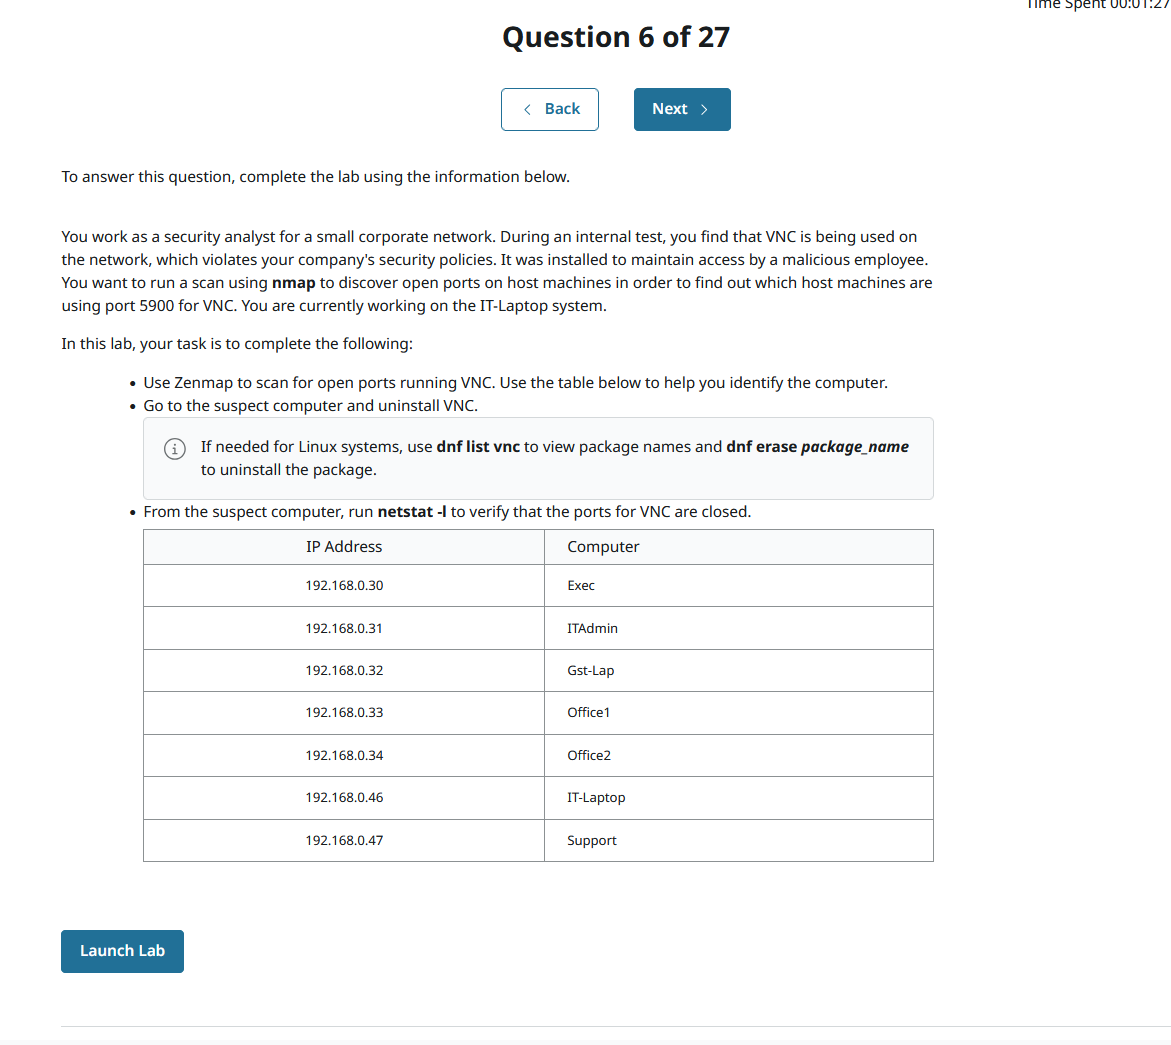 Time Spent 00:01:27
Question 6 of 27
Back
Next
To answer this question, complete the lab using the information below.
You work as a security analyst for a small corporate network. During an internal test, you find that VNC is being used on
the network, which violates your company's security policies. It was installed to maintain access by a malicious employee.
You want to run a scan using nmap to discover open ports on host machines in order to find out which host machines are
using port 5900 for VNC. You are currently working on the IT-Laptop system.
In this lab, your task is to complete the following:
• Use Zenmap to scan for open ports running VNC. Use the table below to help you identify the computer.
• Go to the suspect computer and uninstall VNC.
If needed for Linux systems, use dnf list vnc to view package names and dnf erase package_name
to uninstall the package.
• From the suspect computer, run netstat -l to verify that the ports for VNC are closed.
IP Address Computer
192.168.0.30 Exec
192.168.0.31 ITAdmin
192.168.0.32 Gst-Lap
192.168.0.33 Office1
192.168.0.34 Office2
192.168.0.46 IT-Laptop
192.168.0.47 Support
Launch Lab